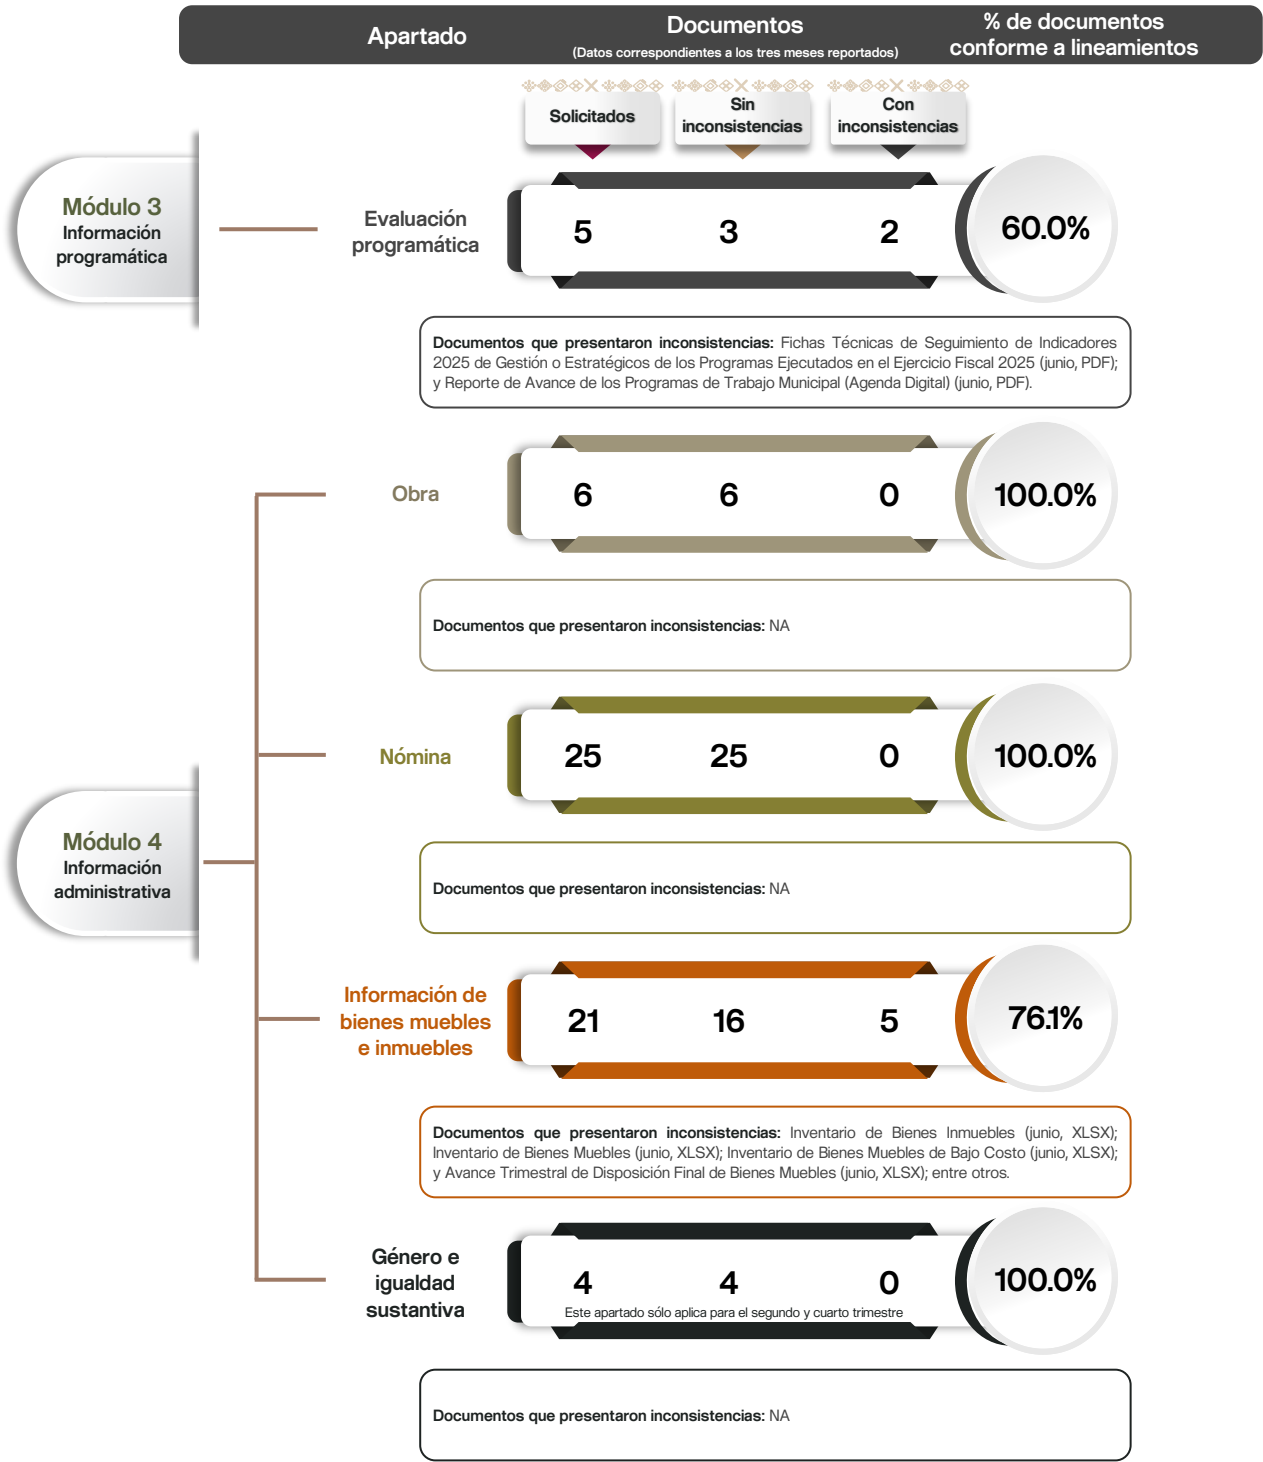 Apartado
Documentos
(Datos correspondientes a los tres meses reportados)
% de documentos
conforme a lineamientos
Solicitados
Sin
inconsistencias
Con
inconsistencias
Módulo 3
Información
programática
Evaluación
programática
5 3 2 60.0%
Documentos que presentaron inconsistencias: Fichas Técnicas de Seguimiento de Indicadores
2025 de Gestión o Estratégicos de los Programas Ejecutados en el Ejercicio Fiscal 2025 (junio, PDF);
y Reporte de Avance de los Programas de Trabajo Municipal (Agenda Digital) (junio, PDF).
Obra
6 6 0 100.0%
Documentos que presentaron inconsistencias: NA
Nómina
25 25 0 100.0%
Módulo 4
Información
administrativa
Documentos que presentaron inconsistencias: NA
Información de
bienes muebles
e inmuebles
21 16 5 76.1%
Documentos que presentaron inconsistencias: Inventario de Bienes Inmuebles (junio, XLSX);
Inventario de Bienes Muebles (junio, XLSX); Inventario de Bienes Muebles de Bajo Costo (junio, XLSX);
y Avance Trimestral de Disposición Final de Bienes Muebles (junio, XLSX); entre otros.
Género e
igualdad
sustantiva
4 4 0 100.0%
Este apartado sólo aplica para el segundo y cuarto trimestre
Documentos que presentaron inconsistencias: NA